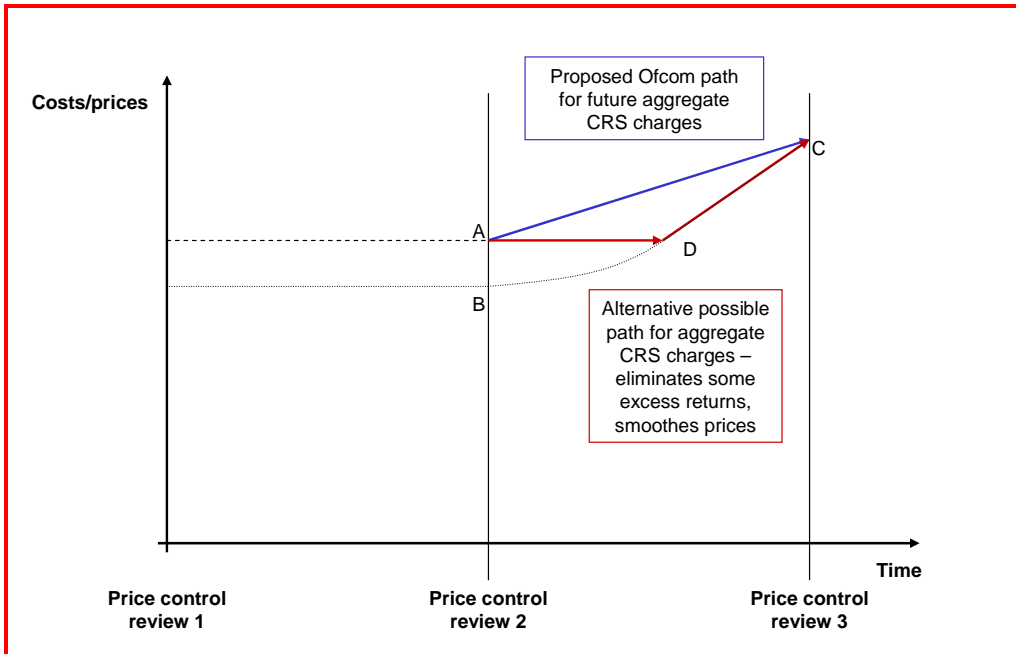 Proposed Ofcom path
for future aggregate
CRS charges
Costs/prices
C
A
D
B
Alternative possible
path for aggregate
CRS charges –
eliminates some
excess returns,
smoothes prices
Time
Price control
review 1
Price control
review 2
Price control
review 3